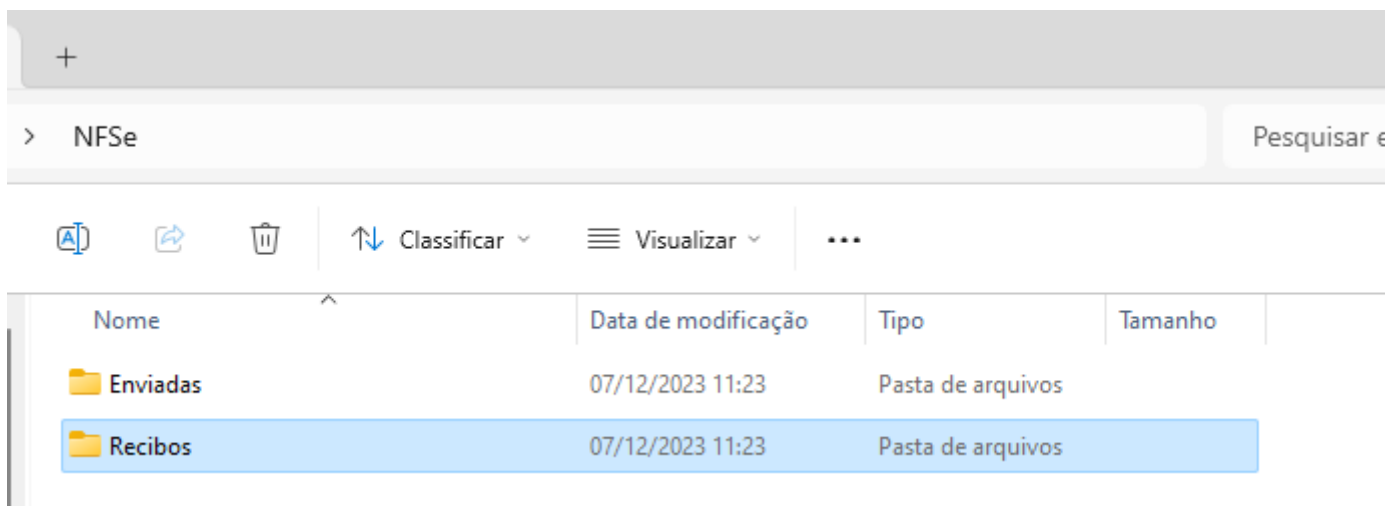 NFSe
Pesquisar e
Classificar
Visualizar
Nome Data de modificação Tipo Tamanho
Enviadas 07/12/2023 11:23 Pasta de arquivos
Recibos 07/12/2023 11:23 Pasta de arquivos